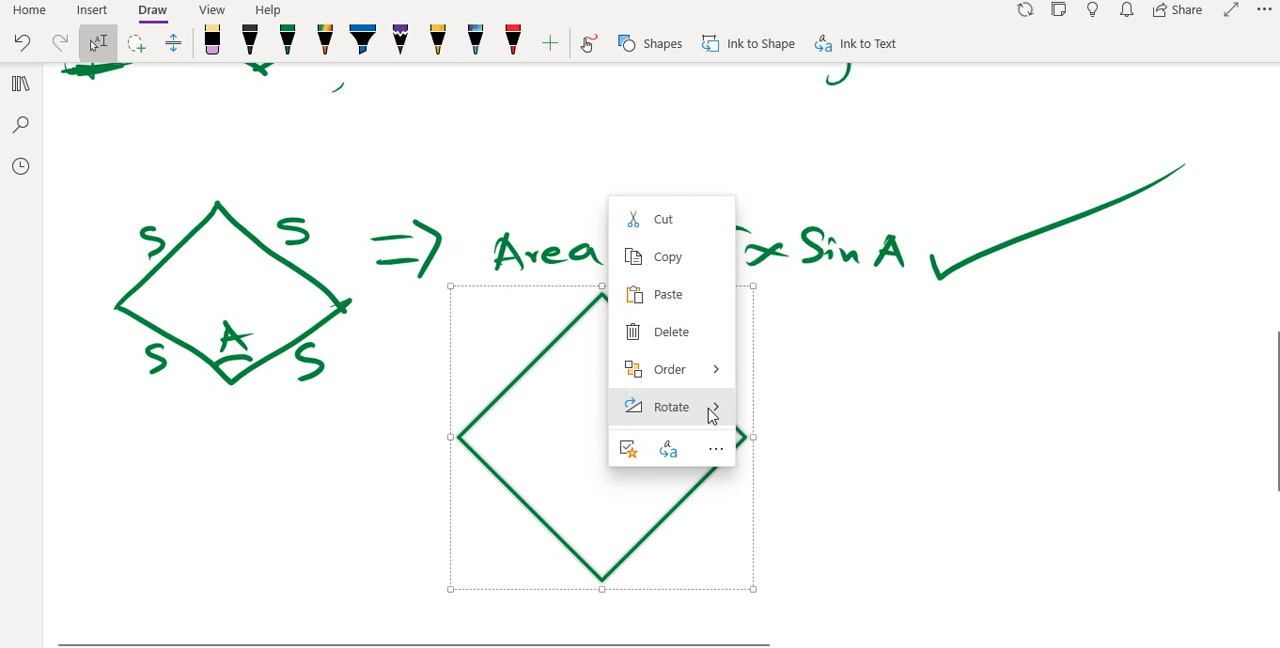 Home Insert Draw View Help
Share
Shapes Ink to Shape Ink to Text
S S
=> Area x Sin A
A
S S
Cut
Copy
Paste
Delete
Order
Rotate